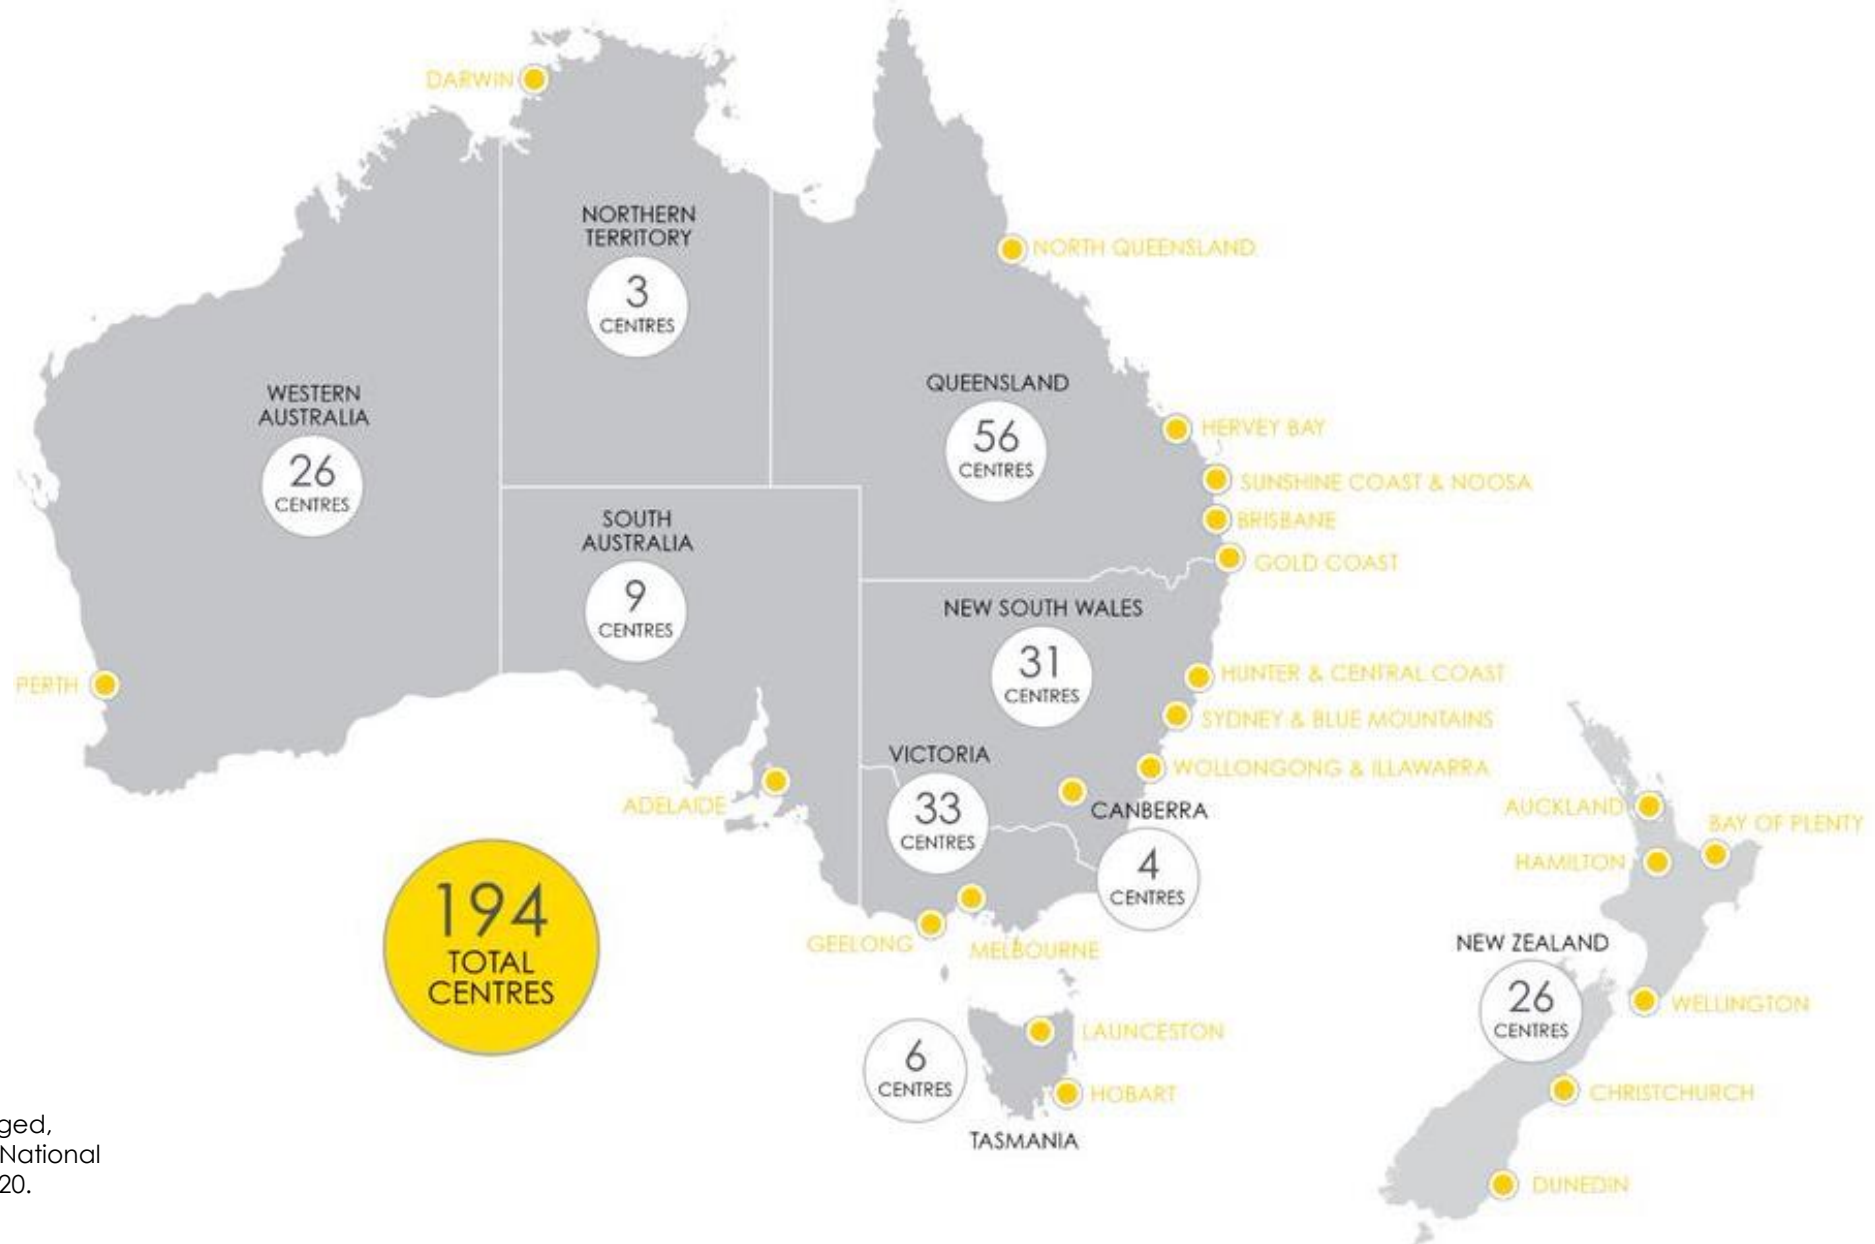 DARWIN
NORTHERN
TERRITORY
3
CENTRES
NORTH QUEENSLAND
WESTERN
AUSTRALIA
26
CENTRES
QUEENSLAND
56
CENTRES
HERVEY BAY
SUNSHINE COAST & NOOSA
BRISBANE
GOLD COAST
SOUTH
AUSTRALIA
9
CENTRES
NEW SOUTH WALES
31
CENTRES
PERTH
HUNTER & CENTRAL COAST
SYDNEY & BLUE MOUNTAINS
WOLLONGONG & ILLAWARRA
VICTORIA
33
CENTRES
ADELAIDE
CANBERRA
4
CENTRES
194
TOTAL
CENTRES
GEELONG
MELBOURNE
AUCKLAND
BAY OF PLENTY
HAMILTON
NEW ZEALAND
26
CENTRES
WELLINGTON
6
CENTRES
LAUNCESTON
HOBART
TASMANIA
CHRISTCHURCH
DUNEDIN
ged,
National
20.